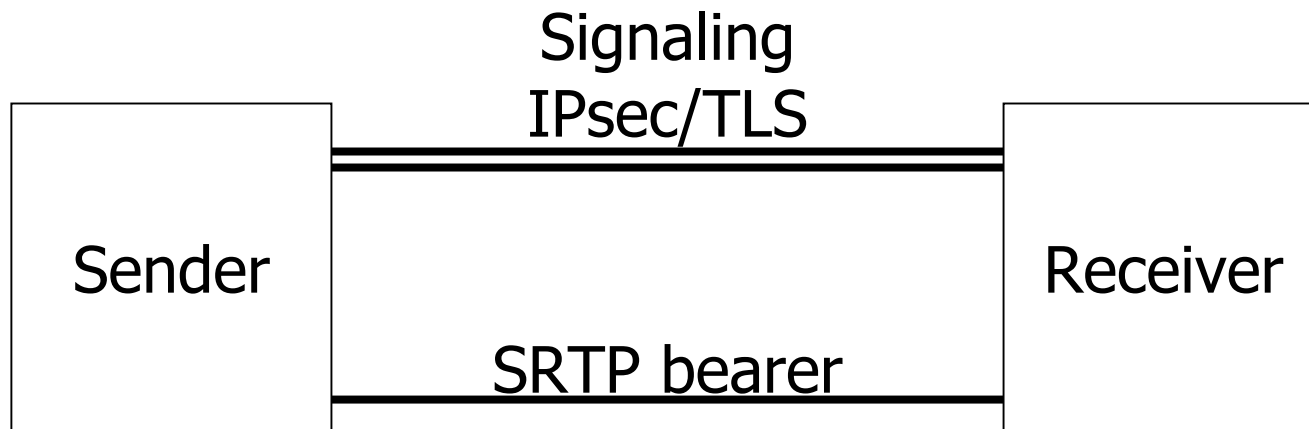 Signaling
IPsec/TLS
Sender
Receiver
SRTP bearer